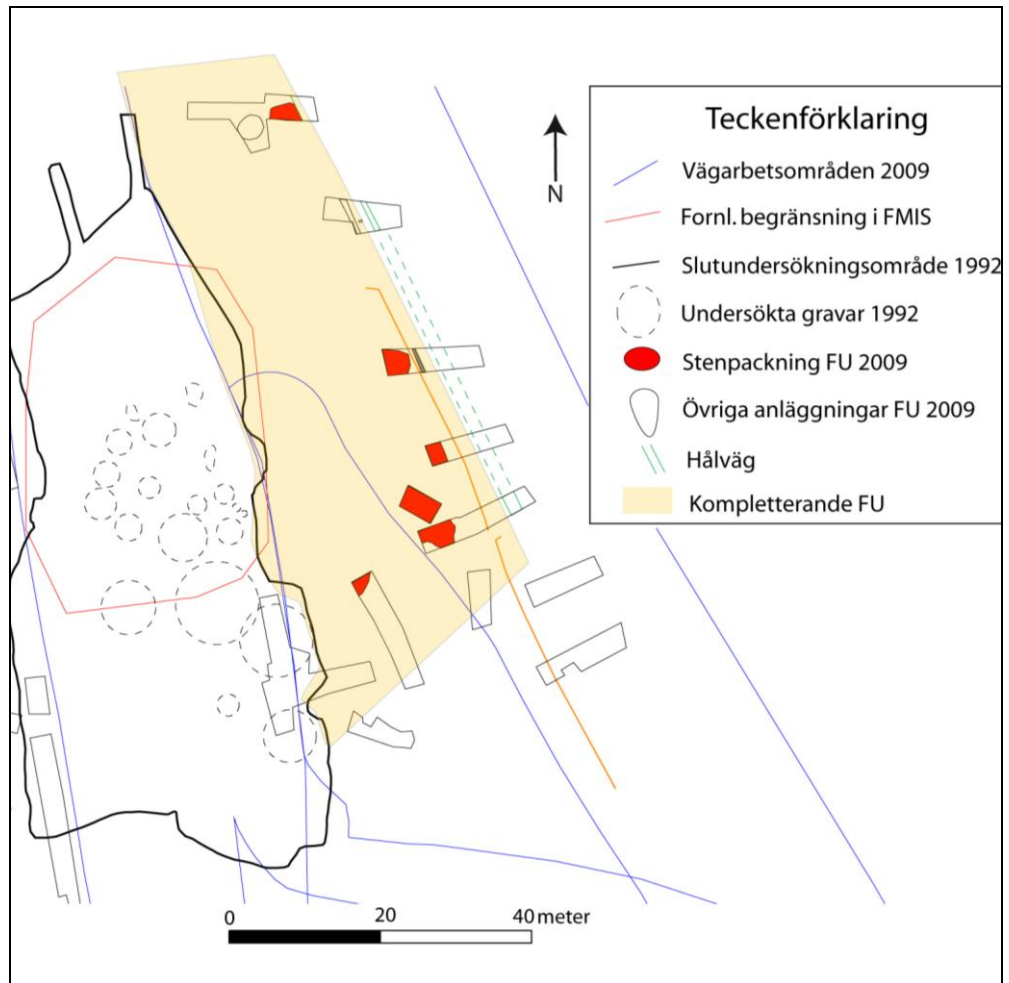 Teckenförklaring
Vägarbetsområden 2009
Fornl. begränsning i FMIS
Slutundersökningsområde 1992
Undersökta gravar 1992
Stenpackning FU 2009
Övriga anläggningar FU 2009
Hålväg
Kompletterande FU
N
0 20 40 meter